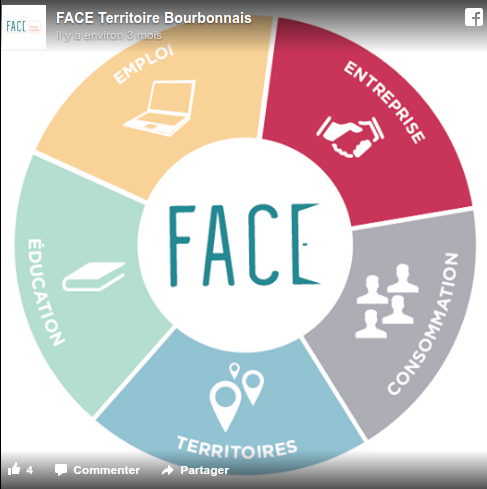 FACE Territoire Bourbonnais
il y a environ 3 mois
FACE
EMPLOI
ENTREPRISE
ÉDUCATION
FACE
CONSOMMATION
TERRITOIRES
4 Commenter Partager